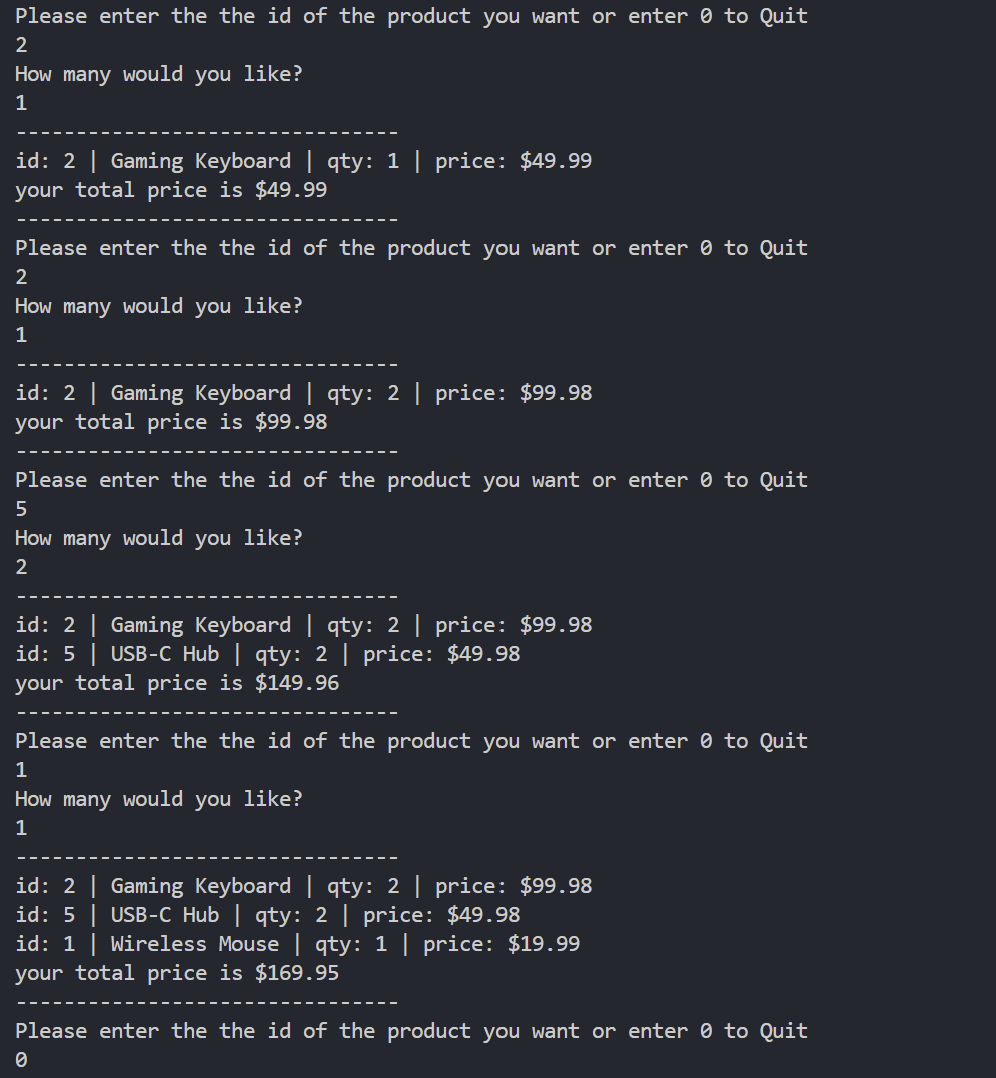 Please enter the the id of the product you want or enter 0 to Quit
2
How many would you like?
1
--------------------------------
id: 2 | Gaming Keyboard | qty: 1 | price: $49.99
your total price is $49.99
--------------------------------
Please enter the the id of the product you want or enter 0 to Quit
2
How many would you like?
1
--------------------------------
id: 2 | Gaming Keyboard | qty: 2 | price: $99.98
your total price is $99.98
--------------------------------
Please enter the the id of the product you want or enter 0 to Quit
5
How many would you like?
2
--------------------------------
id: 2 | Gaming Keyboard | qty: 2 | price: $99.98
id: 5 | USB-C Hub | qty: 2 | price: $49.98
your total price is $149.96
--------------------------------
Please enter the the id of the product you want or enter 0 to Quit
1
How many would you like?
1
--------------------------------
id: 2 | Gaming Keyboard | qty: 2 | price: $99.98
id: 5 | USB-C Hub | qty: 2 | price: $49.98
id: 1 | Wireless Mouse | qty: 1 | price: $19.99
your total price is $169.95
--------------------------------
Please enter the the id of the product you want or enter 0 to Quit
0